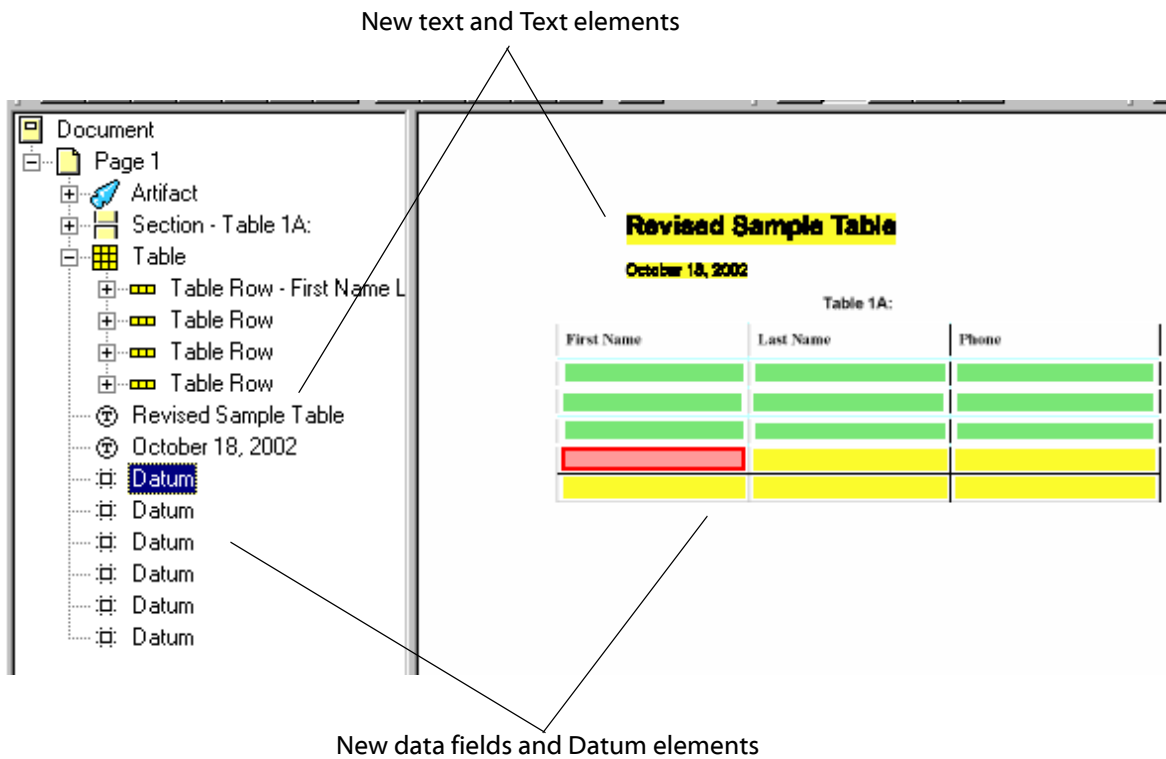 New text and Text elements
Document
Page 1
Artifact
Section - Table 1A:
Table
Table Row - First Name L
Table Row
Table Row
Table Row
Revised Sample Table
October 18, 2002
Datum
Datum
Datum
Datum
Datum
Datum
Revised Sample Table
October 18, 2002
Table 1A:
First Name Last Name Phone
New data fields and Datum elements